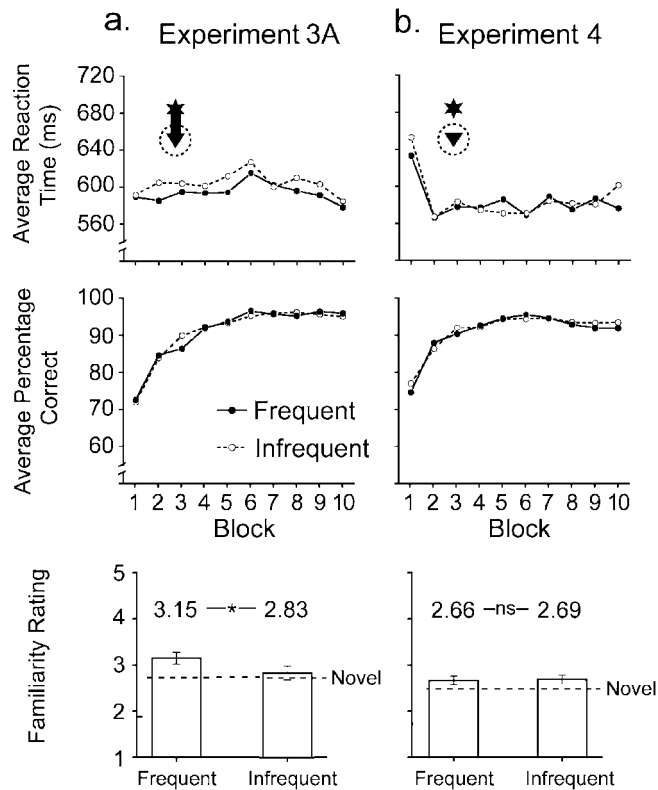 a.
Experiment 3A
b.
Experiment 4
Average Reaction
Time (ms)
720
680
640
600
560
Average Percentage
Correct
100
90
80
70
60
Frequent
Infrequent
1 2 3 4 5 6 7 8 9 10
Block
1 2 3 4 5 6 7 8 9 10
Block
Familiarity Rating
5
4
3
2
1
3.15 * 2.83
Novel
Frequent
Infrequent
2.66 ns 2.69
Novel
Frequent
Infrequent